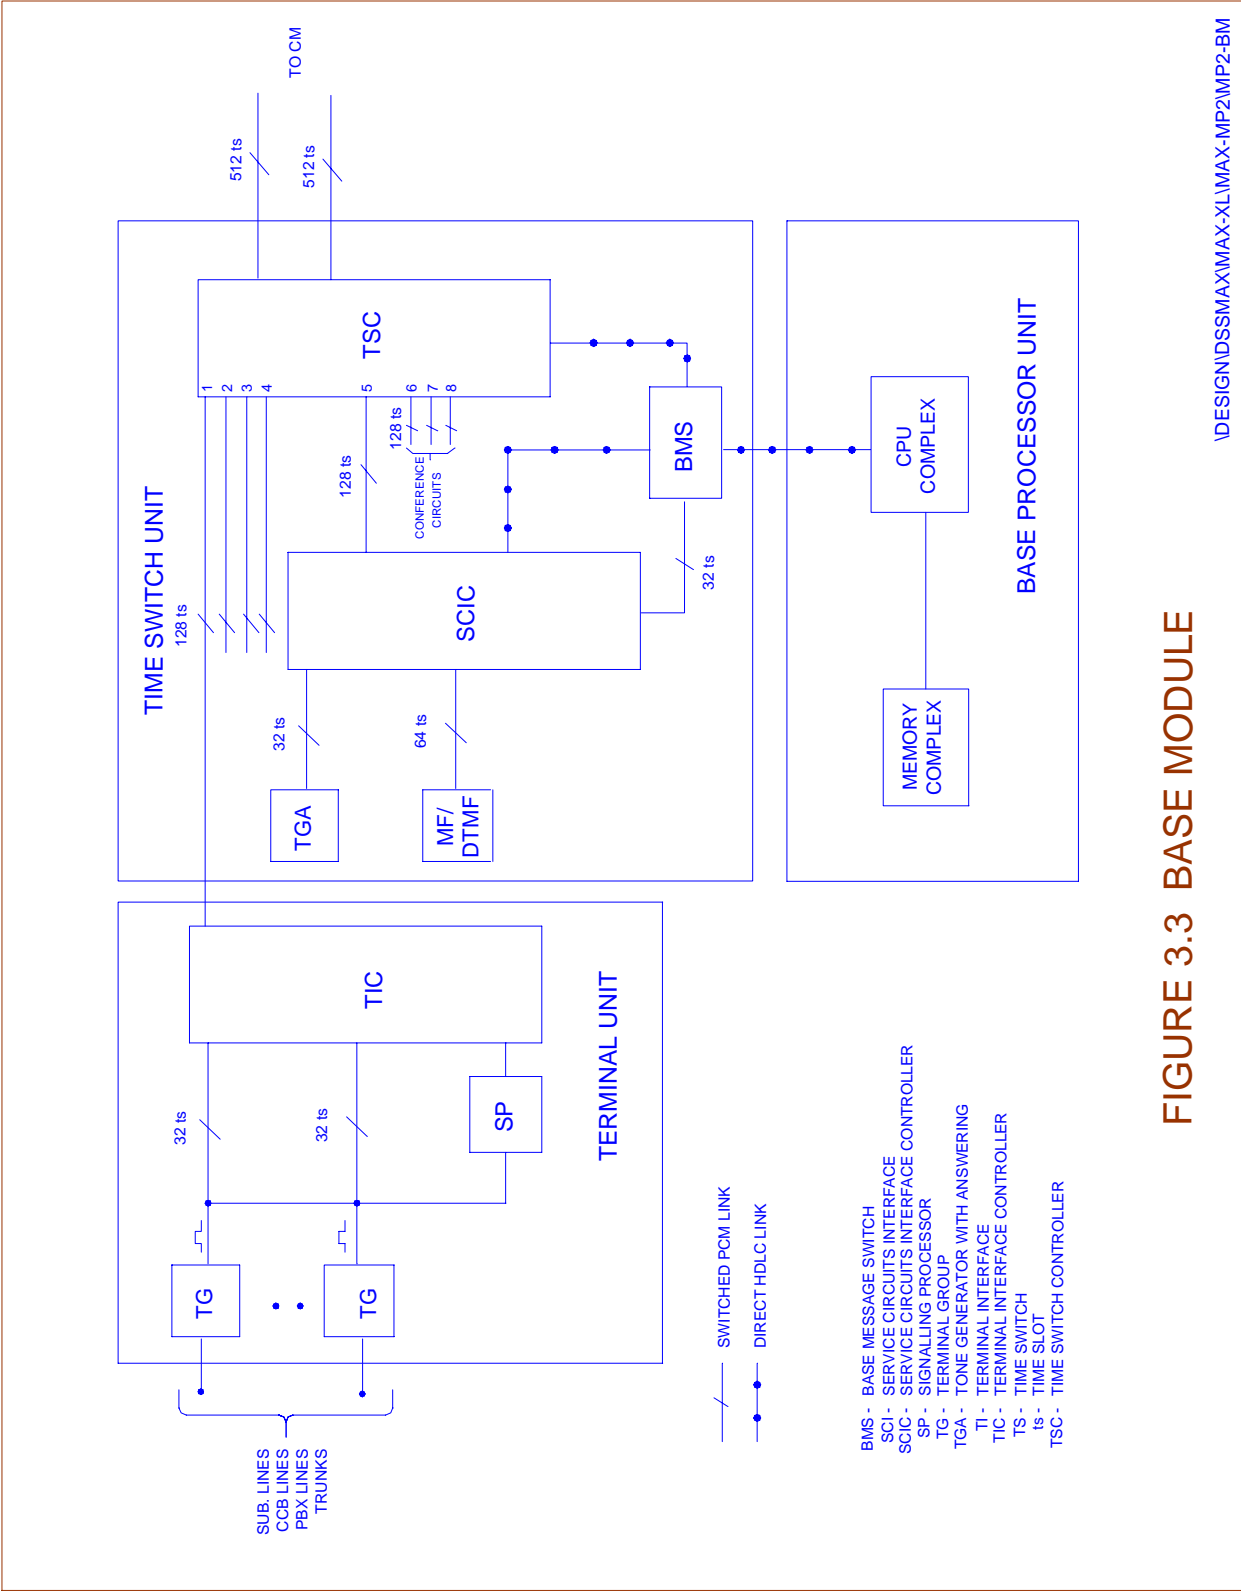 TO CM
512 ts
512 ts
TIME SWITCH UNIT
128 ts
TSC
1
2
3
4
5
6
7
8
128 ts
128 ts
CONFERENCE
CIRCUITS
SCIC
BMS
32 ts
32 ts
TGA
64 ts
MF/
DTMF
BASE PROCESSOR UNIT
CPU
COMPLEX
MEMORY
COMPLEX
TIC
TERMINAL UNIT
32 ts
32 ts
SP
TG
TG
SUB. LINES
CCB LINES
PBX LINES
TRUNKS
SWITCHED PCM LINK
DIRECT HDLC LINK
BMS - BASE MESSAGE SWITCH
SCI - SERVICE CIRCUITS INTERFACE
SCIC - SERVICE CIRCUITS INTERFACE CONTROLLER
SP - SIGNALLING PROCESSOR
TG - TERMINAL GROUP
TGA - TONE GENERATOR WITH ANSWERING
TI - TERMINAL INTERFACE
TIC - TERMINAL INTERFACE CONTROLLER
TS - TIME SWITCH
ts - TIME SLOT
TSC - TIME SWITCH CONTROLLER
FIGURE 3.3 BASE MODULE
\DESIGN\DSSMAX\MAX-XL\MAX-MP2\MP2-BM